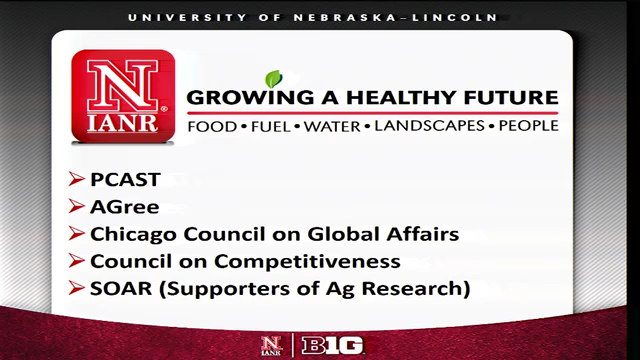 UNIVERSITY OF NEBRASKA–LINCOLN
N
IANR®
GROWING A HEALTHY FUTURE
FOOD • FUEL • WATER • LANDSCAPES • PEOPLE
PCAST
AGree
Chicago Council on Global Affairs
Council on Competitiveness
SOAR (Supporters of Ag Research)
N
IANR
B1G